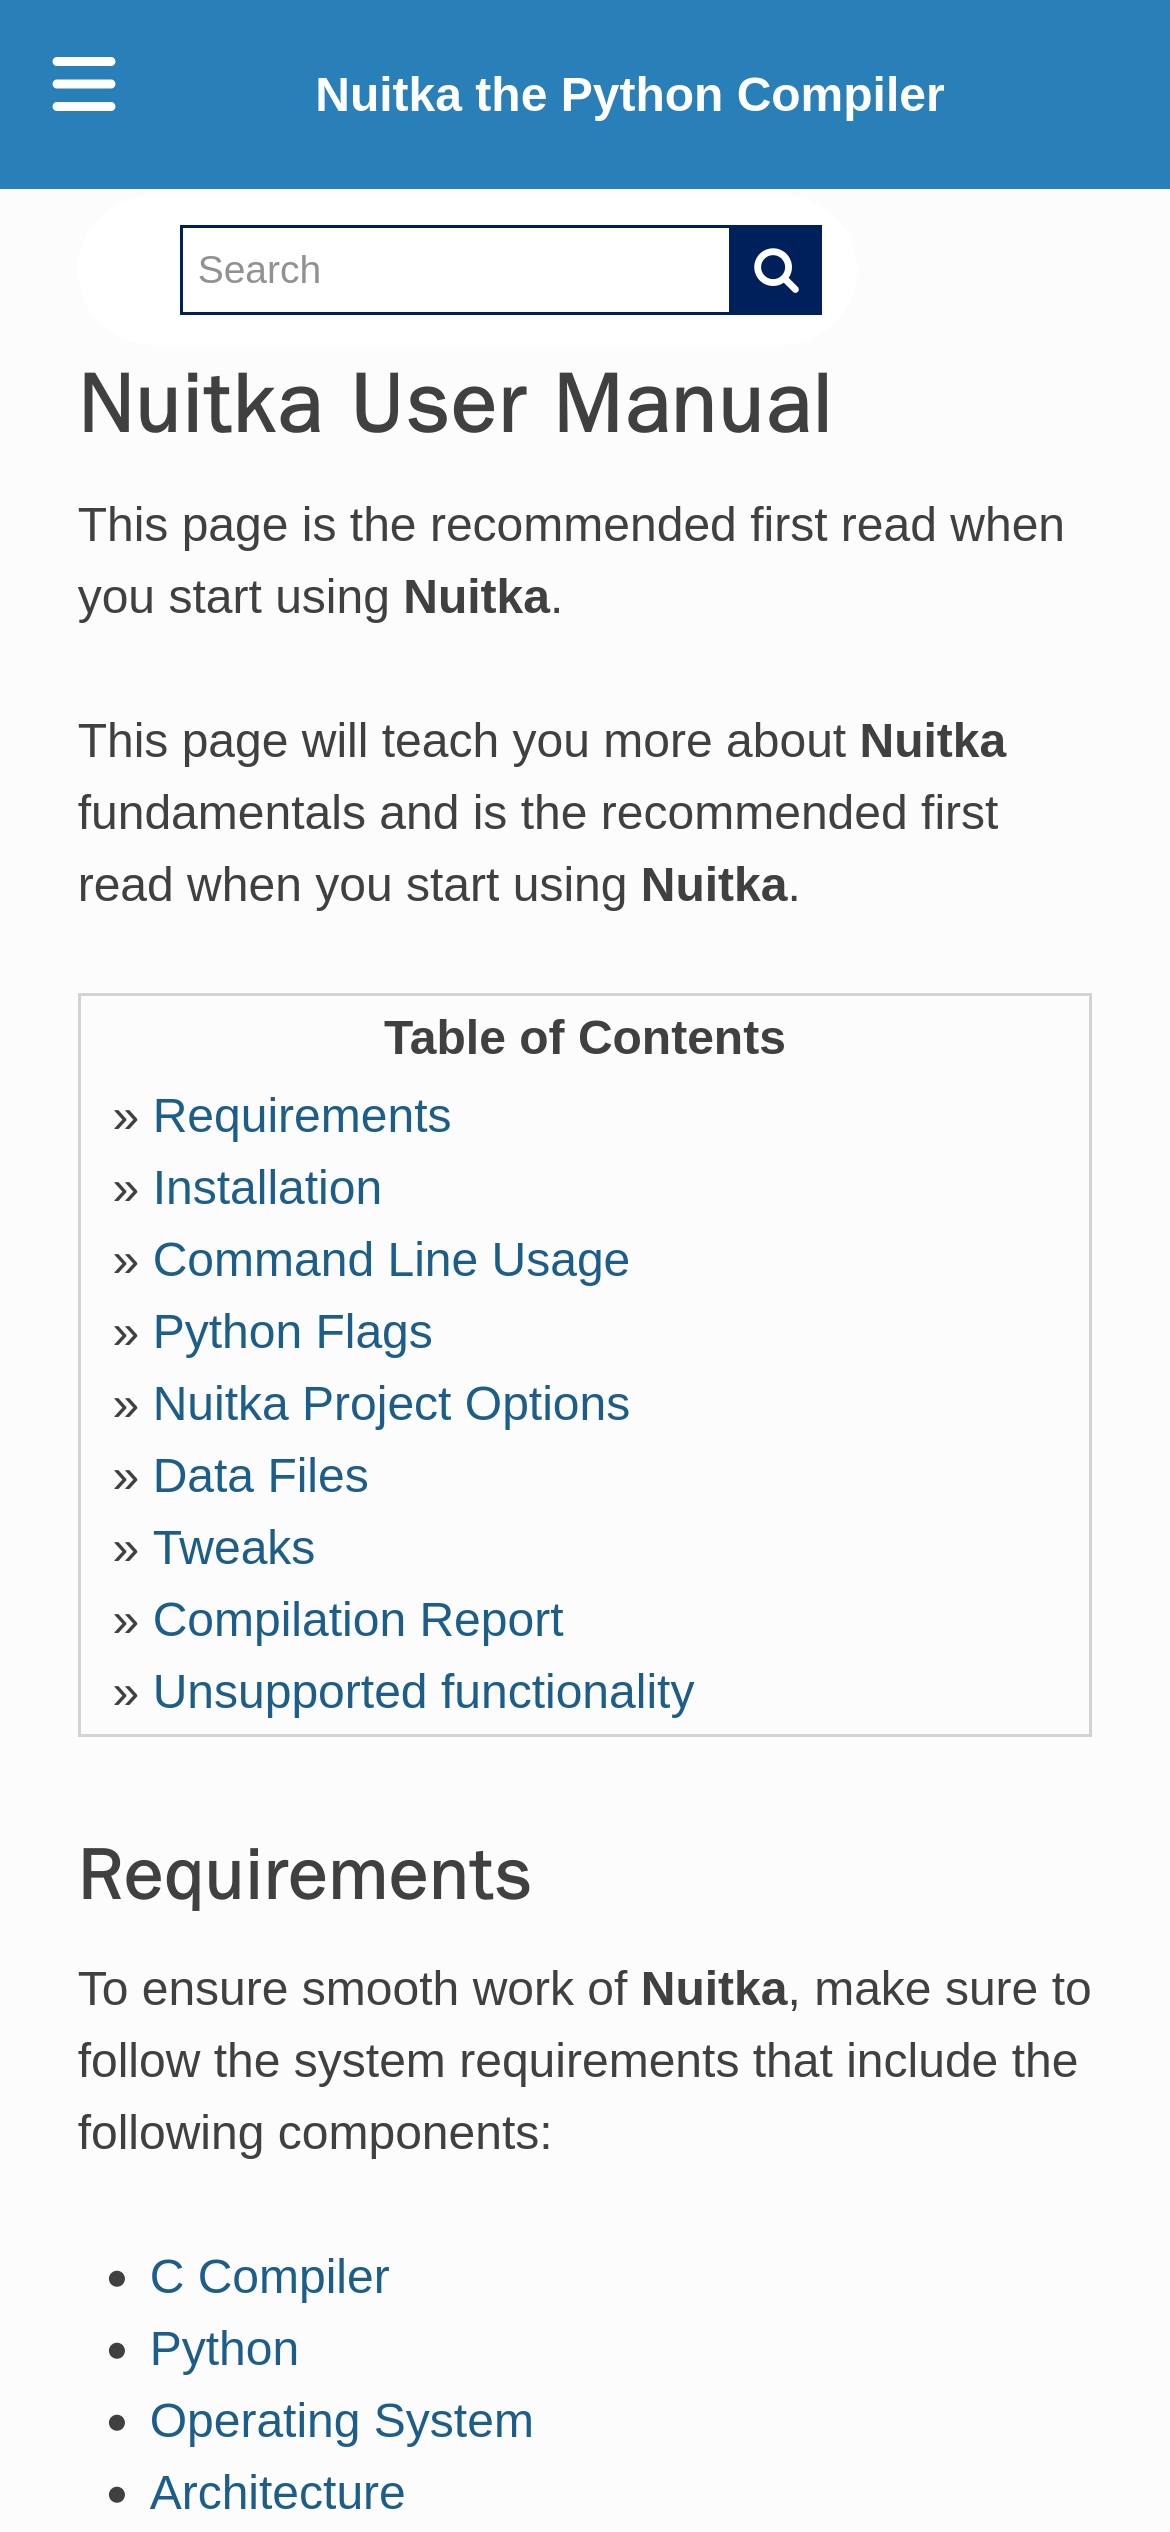 Nuitka the Python Compiler
Search
Nuitka User Manual
This page is the recommended first read when
you start using Nuitka.
This page will teach you more about Nuitka
fundamentals and is the recommended first
read when you start using Nuitka.
Table of Contents
» Requirements
» Installation
» Command Line Usage
» Python Flags
» Nuitka Project Options
» Data Files
» Tweaks
» Compilation Report
» Unsupported functionality
Requirements
To ensure smooth work of Nuitka, make sure to
follow the system requirements that include the
following components:
• C Compiler
• Python
• Operating System
• Architecture